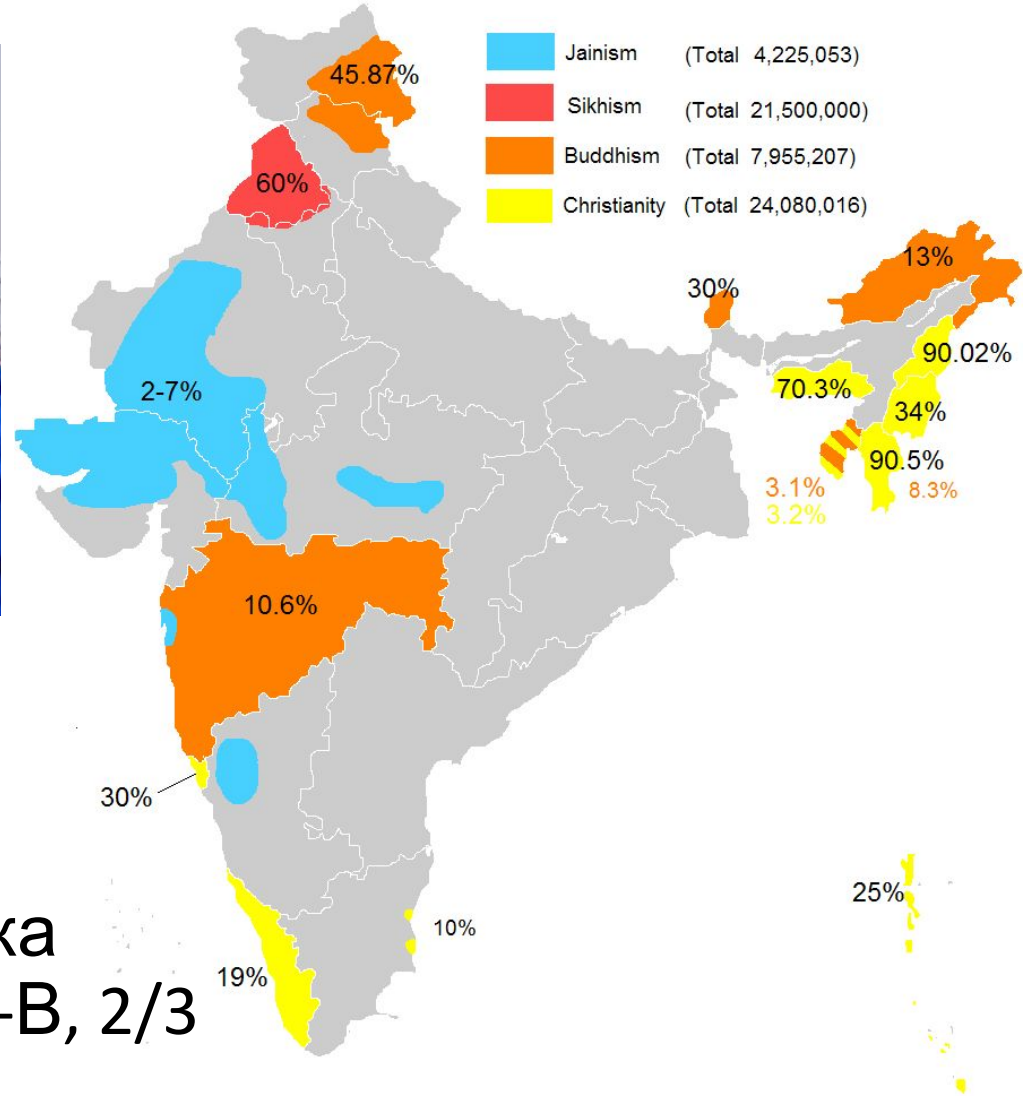 Jainism (Total 4,225,053)
Sikhism (Total 21,500,000)
Buddhism (Total 7,955,207)
Christianity (Total 24,080,016)
45.87%
60%
13%
30%
90.02%
2-7%
70.3%
34%
90.5%
3.1%
8.3%
3.2%
10.6%
30%
25%
10%
ка
19%
-В, 2/3